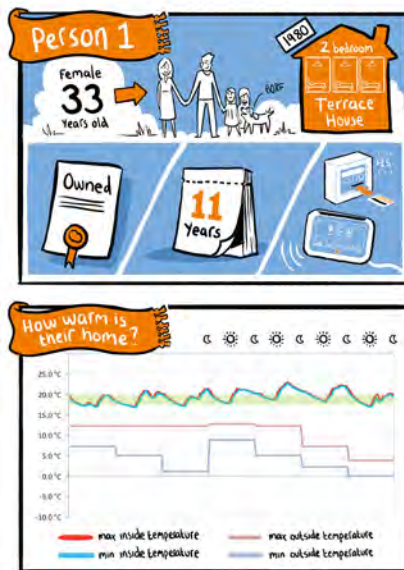 Person 1
1980
Female
33
years old
WOOF
2 bedroom
Terrace
House
Owned
11
Years
How warm is
their home?
25.0 °C
20.0 °C
15.0 °C
10.0 °C
5.0 °C
0.0 °C
-5.0 °C
-10.0 °C
max inside temperature
max outside temperature
min inside temperature
min outside temperature